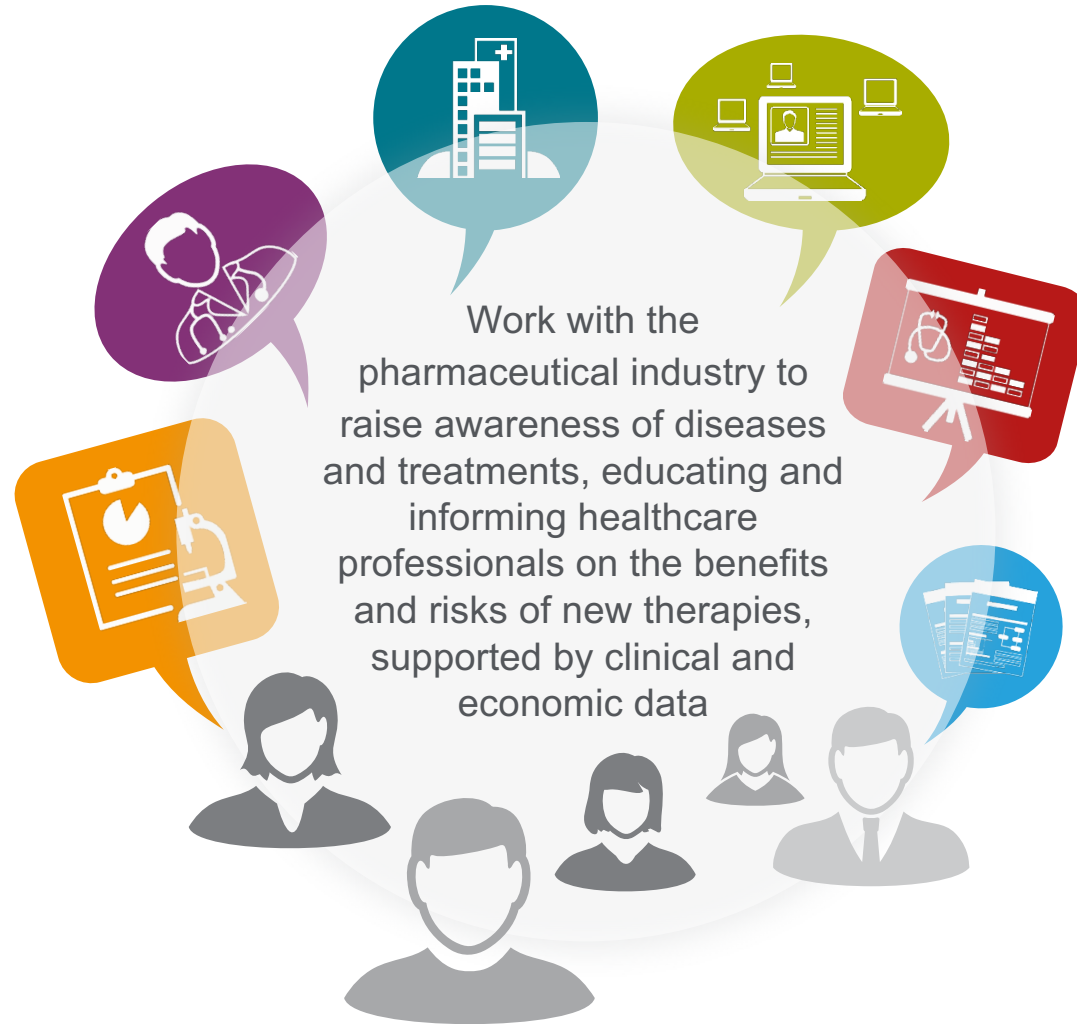 Work with the
pharmaceutical industry to
raise awareness of diseases
and treatments, educating and
informing healthcare
professionals on the benefits
and risks of new therapies,
supported by clinical and
economic data